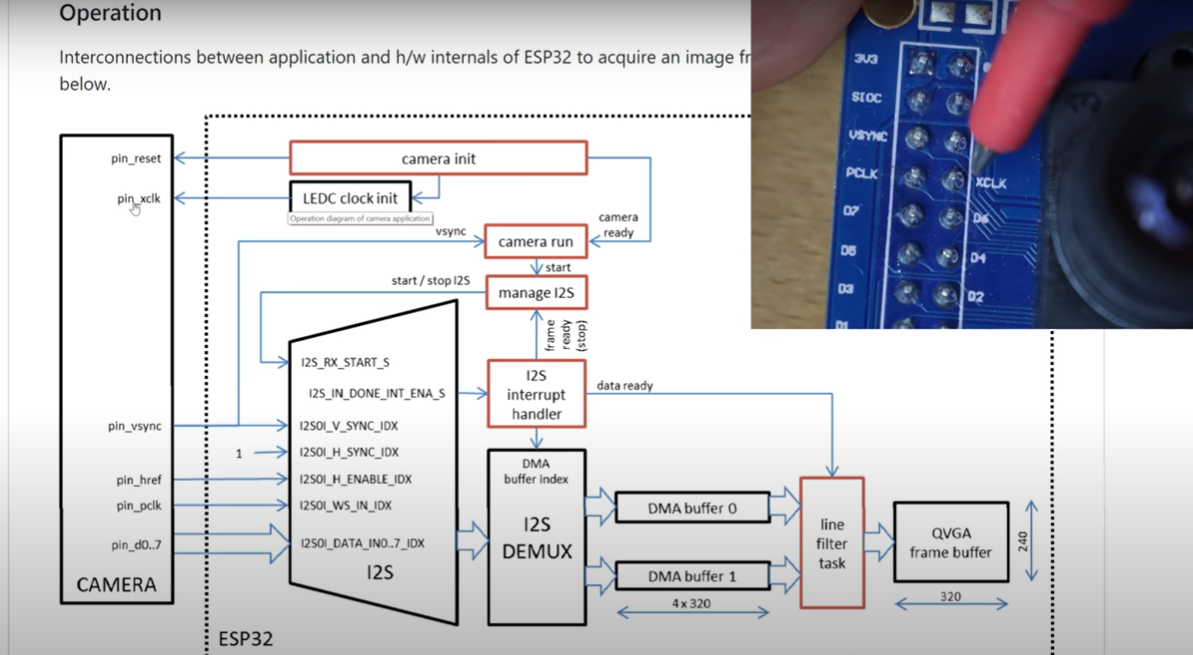 Operation
Interconnections between application and h/w internals of ESP32 to acquire an image
below.
pin_reset
camera init
pin_xclk
LEDC clock init
Operation diagram of camera application
camera
ready
vsync
camera run
start
start / stop I2S
manage I2S
frame
ready
(stop)
I2S_RX_START_S
I2S
interrupt
handler
I2S_IN_DONE_INT_ENA_S
data ready
pin_vsync
I2S0I_V_SYNC_IDX
1
I2S0I_H_SYNC_IDX
pin_href
I2S0I_H_ENABLE_IDX
pin_pclk
I2S0I_WS_IN_IDX
pin_d0..7
I2S0I_DATA_IN0..7_IDX
I2S
CAMERA
DMA
buffer index
I2S
DEMUX
DMA buffer 0
DMA buffer 1
4 x 320
line
filter
task
QVGA
frame buffer
240
320
ESP32
3V3
SIOC
VSYNC
PCLK
XCLK
D7
D6
D5
D4
D3
D2
D1